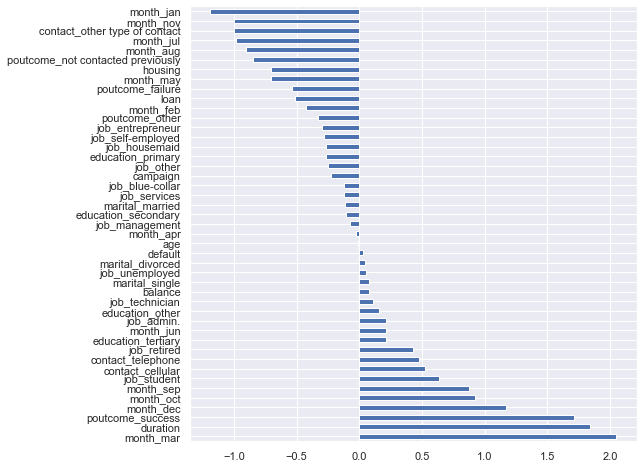 month_jan
month_nov
contact_other type of contact
month_jul
month_aug
poutcome_not contacted previously
housing
month_may
poutcome_failure
loan
month_feb
poutcome_other
job_entrepreneur
job_self-employed
job_housemaid
education_primary
job_other
campaign
job_blue-collar
job_services
marital_married
education_secondary
job_management
month_apr
age
default
marital_divorced
job_unemployed
marital_single
balance
job_technician
education_other
job_admin.
month_jun
education_tertiary
job_retired
contact_telephone
contact_cellular
job_student
month_sep
month_oct
month_dec
poutcome_success
duration
month_mar
−1.0 −0.5 0.0 0.5 1.0 1.5 2.0